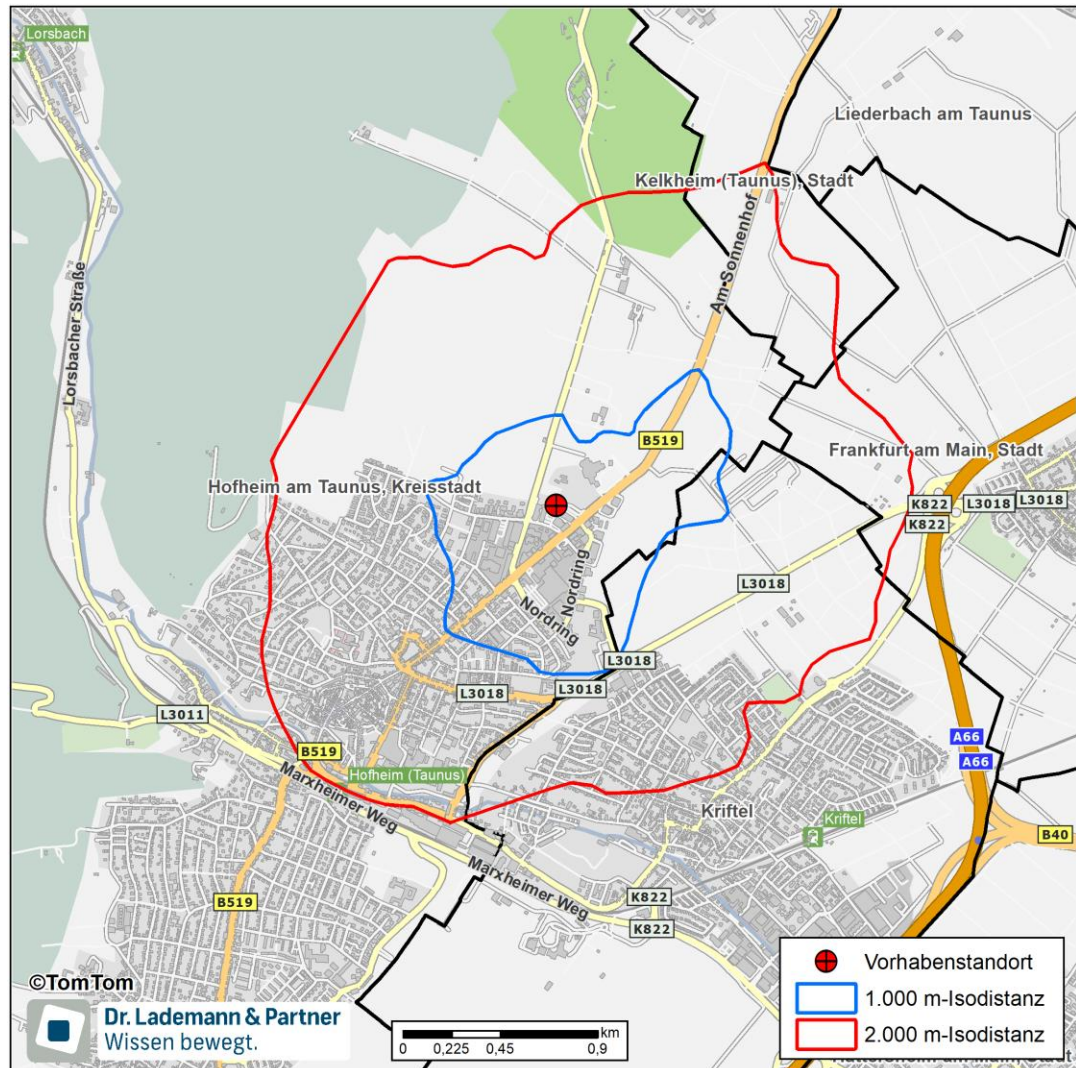 Lorsbach
Liederbach am Taunus
Kelkheim (Taunus), Stadt
Am Sonnenhof
Lorsbacher Straße
B519
Frankfurt am Main, Stadt
Hofheim am Taunus, Kreisstadt
K822
L3018
L3018
K822
L3018
Nordring
Nordring
L3018
L3018
L3018
L3011
A66
A66
B519
Hofheim (Taunus)
Marxheimer Weg
Kriftel
Kriftel
B40
Marxheimer Weg
B519
K822
K822
©TomTom
Dr. Lademann & Partner
Wissen bewegt.
km
0 0,225 0,45 0,9
Vorhabenstandort
1.000 m-Isodistanz
2.000 m-Isodistanz